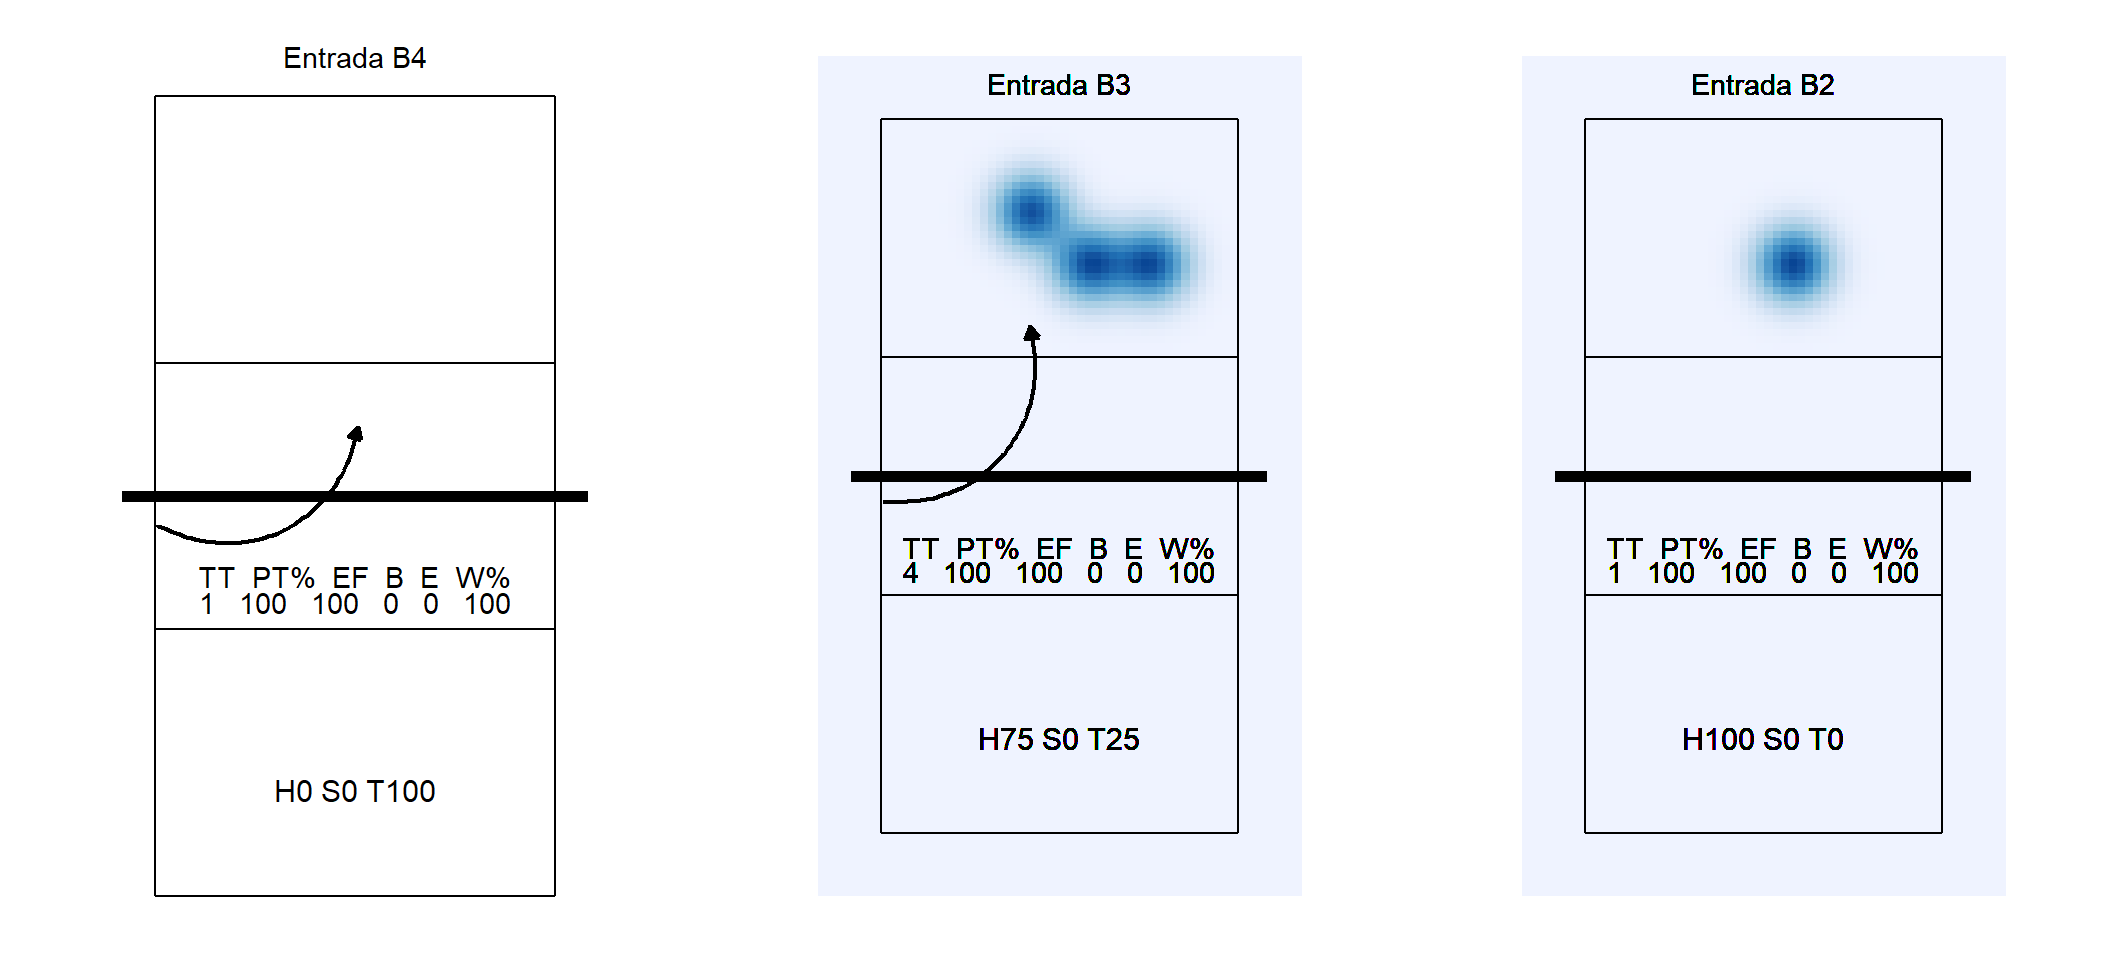 Entrada B4
TT PT% EF B E W%
1 100 100 0 0 100
H0 S0 T100
Entrada B3
TT PT% EF B E W%
4 100 100 0 0 100
H75 S0 T25
Entrada B2
TT PT% EF B E W%
1 100 100 0 0 100
H100 S0 T0